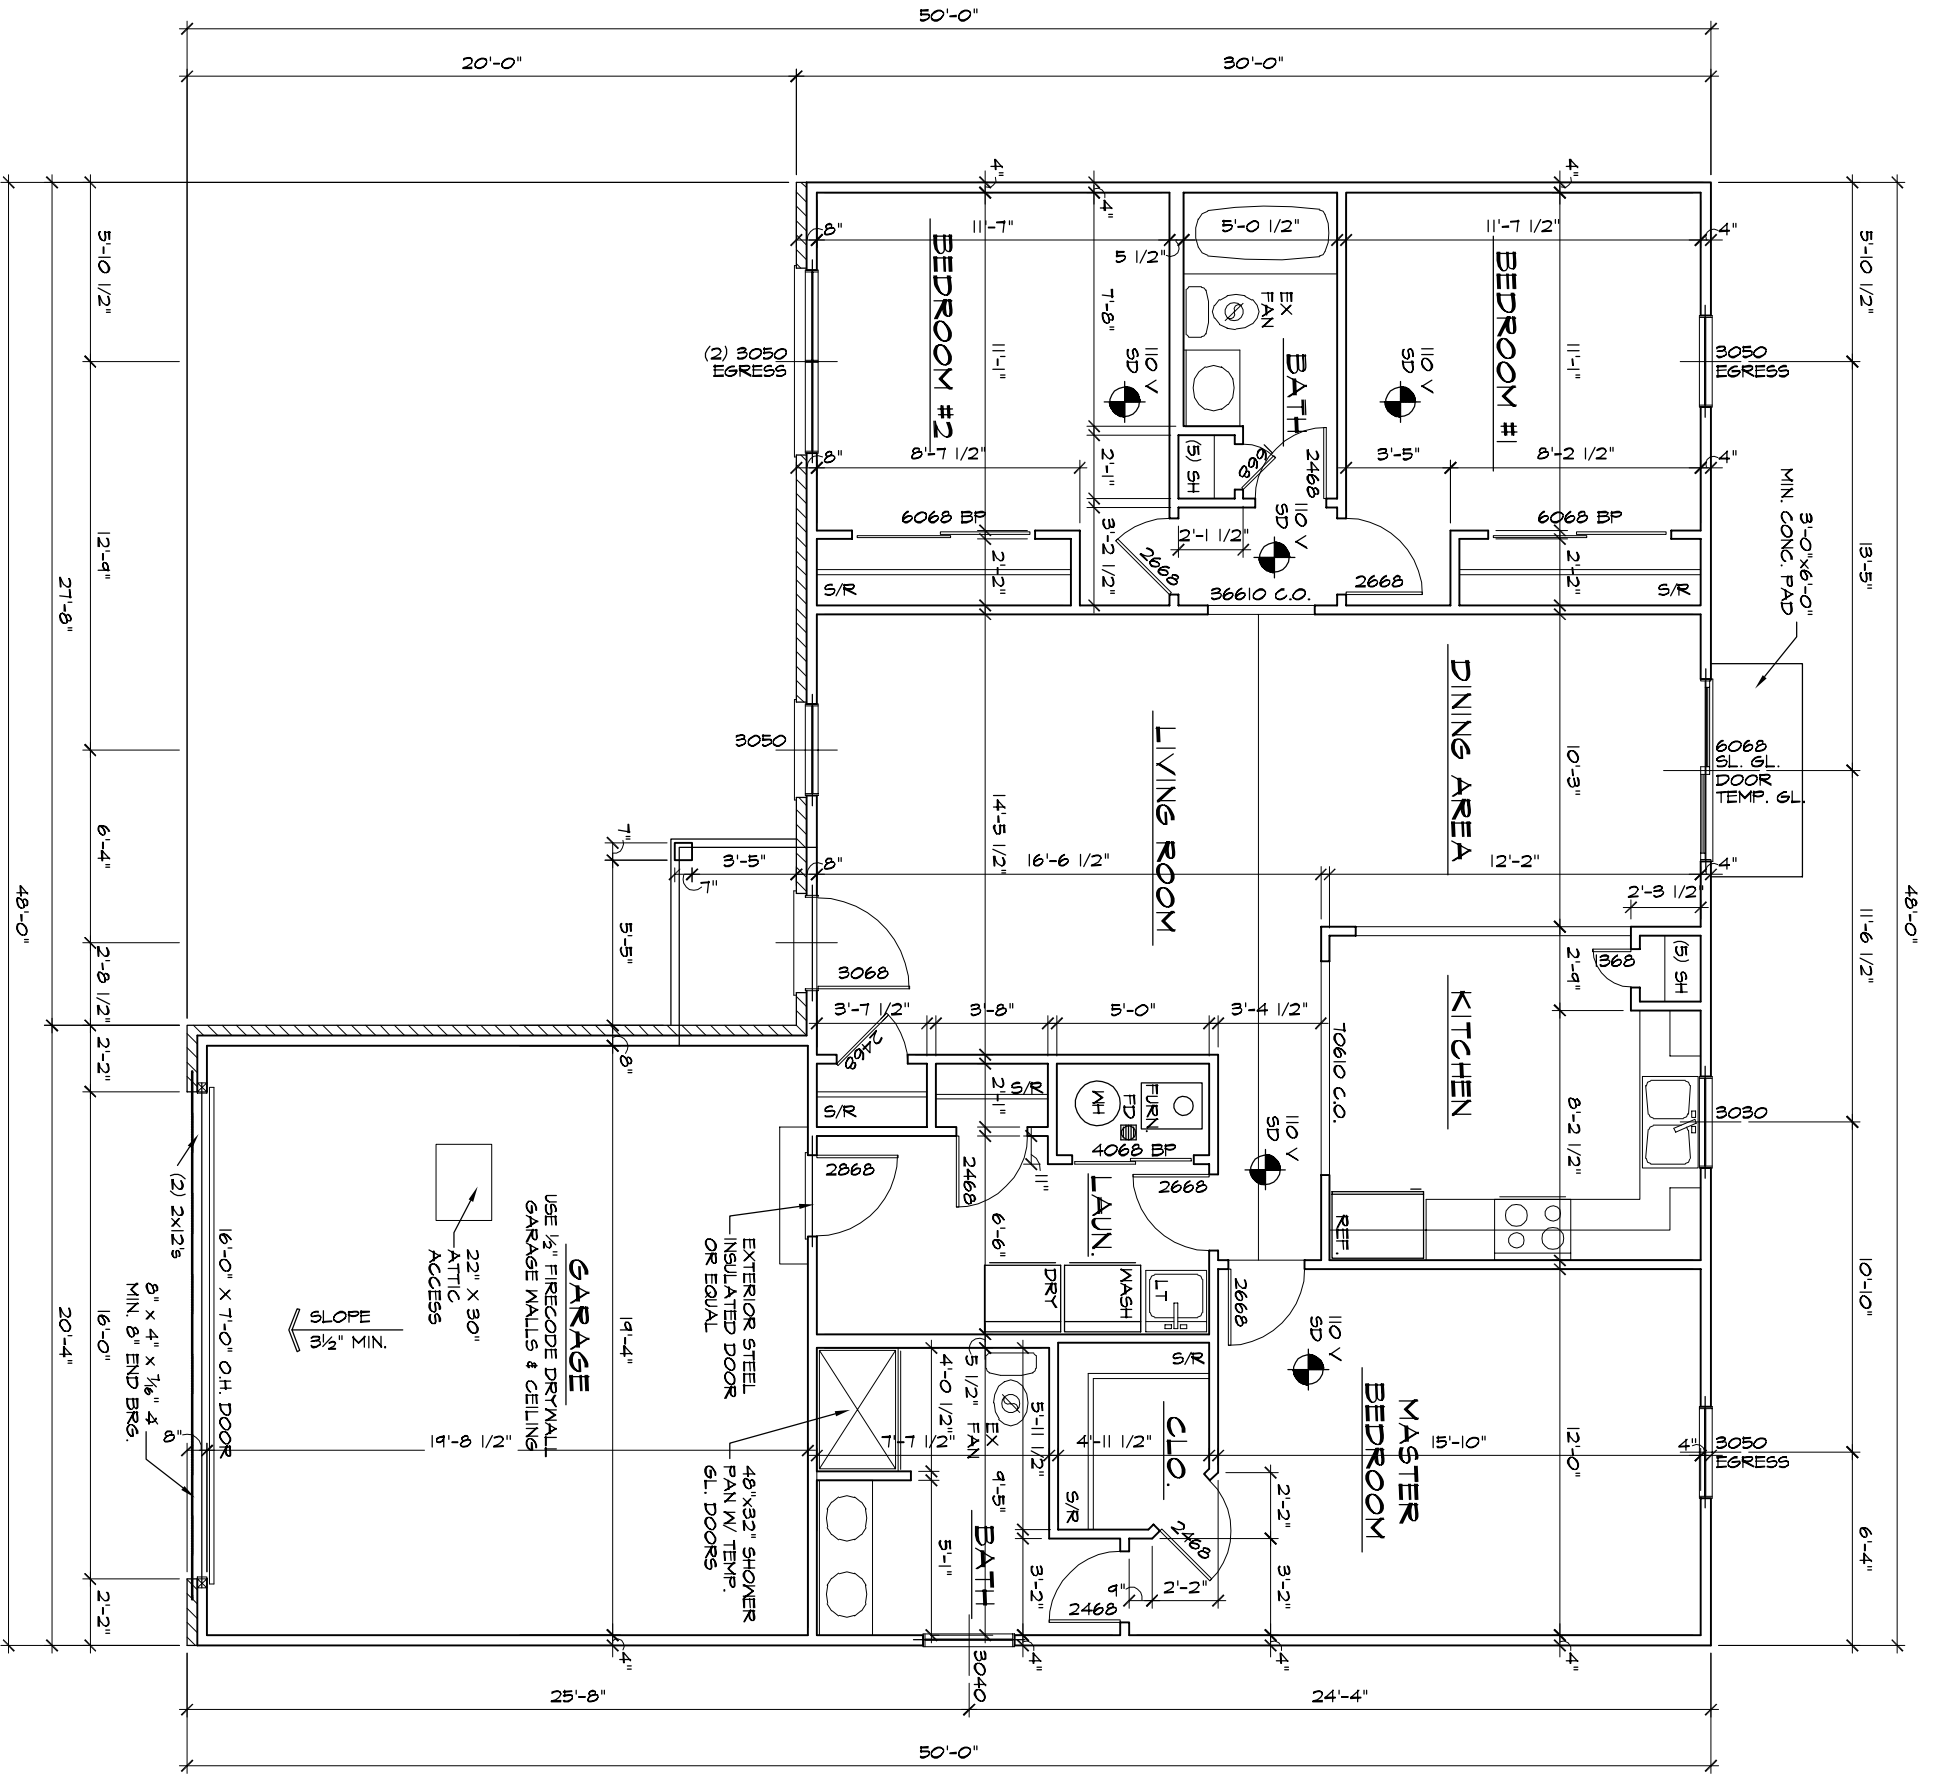 50'-0"
20'-0"
30'-0"
4"
4"
4"
5'-10 1/2"
12'-9"
6'-4"
2'-8 1/2"
2'-2"
16'-0"
2'-2"
27'-8"
20'-4"
48'-0"
8"
11'-7"
5 1/2"
5'-0 1/2"
11'-7 1/2"
4"
BEDROOM #2
11'-1"
7'-8"
110 V
SD
(2) 3050
EGRESS
8"
8'-7 1/2"
6068 BP
2'-2"
S/R
EX
FAN
BATH
(5) SH
1668
2468
2'-1"
3'-2 1/2"
2'-1 1/2"
110 V
SD
2668
36610 C.O.
2668
BEDROOM #1
11'-1"
110 V
SD
3'-5"
8'-2 1/2"
4"
6068 BP
2'-2"
S/R
3050
EGRESS
5'-10 1/2"
13'-5"
11'-6 1/2"
10'-10"
6'-4"
48'-0"
3'-0"x6'-0"
MIN. CONC. PAD
6068
SL. GL.
DOOR
TEMP. GL.
DINING AREA
10'-3"
12'-2"
4"
2'-3 1/2"
LIVING ROOM
14'-5 1/2"
16'-6 1/2"
3050
7"
3'-5"
8"
7"
5'-5"
3068
8"
3'-7 1/2"
3'-8"
5'-0"
3'-4 1/2"
2468
S/R
2'-1"
S/R
WH
FD
FURN.
4068 BP
110 V
SD
70610 C.O.
KITCHEN
2'-9"
1368
(5) SH
8'-2 1/2"
3030
REF.
2868
2468
11"
LAUN.
2668
6'-6"
DRY
WASH
LT
2668
110 V
SD
(2) 2x12's
8" x 4" x 7/16" 4
MIN. 8" END BRG.
16'-0" X 7'-0" O.H. DOOR
8"
22" X 30"
ATTIC
ACCESS
SLOPE
3½" MIN.
GARAGE
USE ½" FIRECODE DRYWALL
GARAGE WALLS & CEILING
19'-4"
19'-8 1/2"
4"
EXTERIOR STEEL
INSULATED DOOR
OR EQUAL
48"x32" SHOWER
PAN W/ TEMP.
GL. DOORS
4'-0 1/2"
5 1/2"
EX
FAN
7'-7 1/2"
5'-11 1/2"
9'-5"
5'-1"
BATH
3'-2"
2468
3040
4"
S/R
4'-11 1/2"
CLO.
S/R
2468
9"
2'-2"
2'-2"
3'-2"
4"
MASTER
BEDROOM
15'-10"
12'-0"
4"
3050
EGRESS
4"
25'-8"
24'-4"
50'-0"